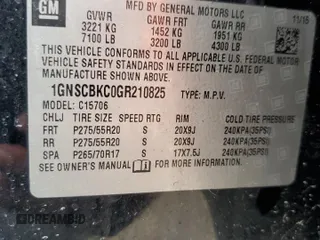 GM
MFD BY GENERAL MOTORS LLC
GVWR GAWR FRT GAWR RR 11/15
3221 KG 1452 KG 1951 KG
7100 LB 3200 LB 4300 LB
THIS VEHICLE CONFORMS TO ALL APPLICABLE U.S. FEDERAL MOTOR
VEHICLE SAFETY STANDARDS IN EFFECT ON THE DATE OF
MANUFACTURE SHOWN ABOVE.
1GNSCBKC0GR210825 TYPE: M.P.V.
MODEL: C15706
CHLJ TIRE SIZE SPEED RTG RIM COLD TIRE PRESSURE
FRT P275/55R20 S 20X9J 240KPA(35PSI)
RR P275/55R20 S 20X9J 240KPA(35PSI)
SPA P265/70R17 S 17X7.5J 240KPA(35PSI)
SEE OWNER'S MANUAL FOR MORE INFORMATION.
DREAMBID